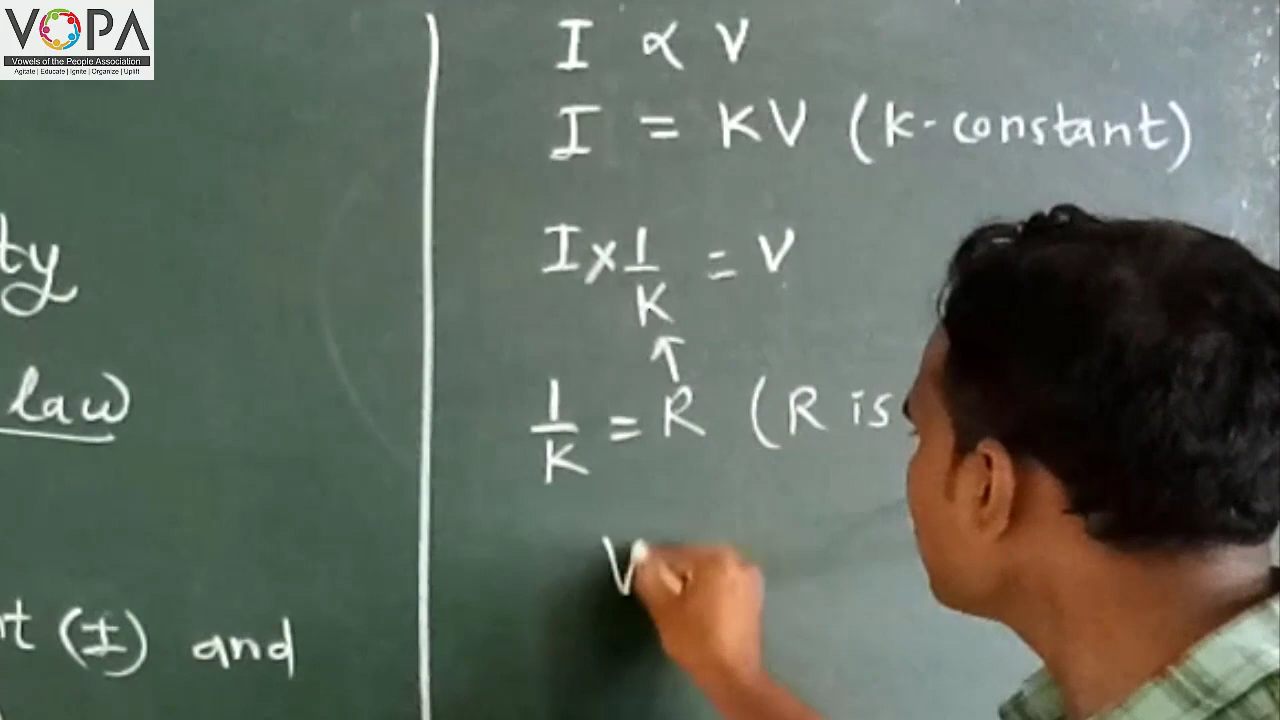 VOPA
Vowels of the People Association
Agitate | Educate | Ignite | Organize | Uplift
ty
law
nt (I) and
I ∝ V
I = KV (k-constant)
I × 1/K = V
↑
1/K = R (R is
V